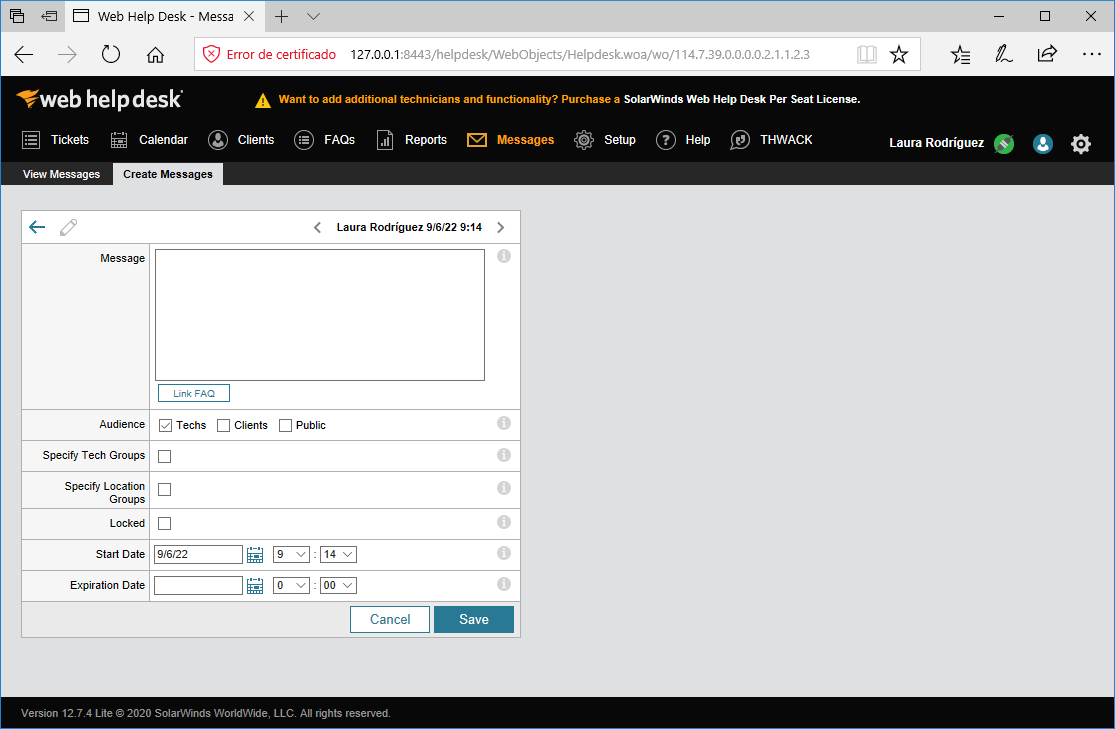 Web Help Desk - Messa
Error de certificado 127.0.0.1:8443/helpdesk/WebObjects/Helpdesk.woa/wo/114.7.39.0.0.0.0.2.1.1.2.3
web help desk
Want to add additional technicians and functionality? Purchase a SolarWinds Web Help Desk Per Seat License.
Tickets Calendar Clients FAQs Reports Messages Setup Help THWACK Laura Rodríguez
View Messages Create Messages
Laura Rodríguez 9/6/22 9:14
Message
Link FAQ
Audience Techs Clients Public
Specify Tech Groups
Specify Location
Groups
Locked
Start Date 9/6/22 9 : 14
Expiration Date 0 : 00
Cancel Save
Version 12.7.4 Lite © 2020 SolarWinds WorldWide, LLC. All rights reserved.